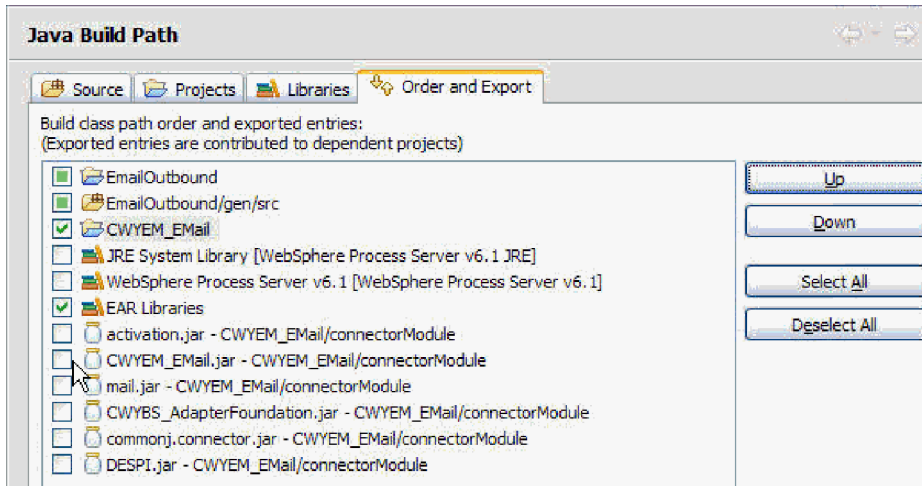 Java Build Path
Source Projects Libraries Order and Export
Build class path order and exported entries:
(Exported entries are contributed to dependent projects)
EmailOutbound
EmailOutbound/gen/src
CWYEM_EMail
JRE System Library [WebSphere Process Server v6.1 JRE]
WebSphere Process Server v6.1 [WebSphere Process Server v6.1]
EAR Libraries
activation.jar - CWYEM_EMail/connectorModule
CWYEM_EMail.jar - CWYEM_EMail/connectorModule
mail.jar - CWYEM_EMail/connectorModule
CWYBS_AdapterFoundation.jar - CWYEM_EMail/connectorModule
commonj.connector.jar - CWYEM_EMail/connectorModule
DESPI.jar - CWYEM_EMail/connectorModule
Up
Down
Select All
Deselect All